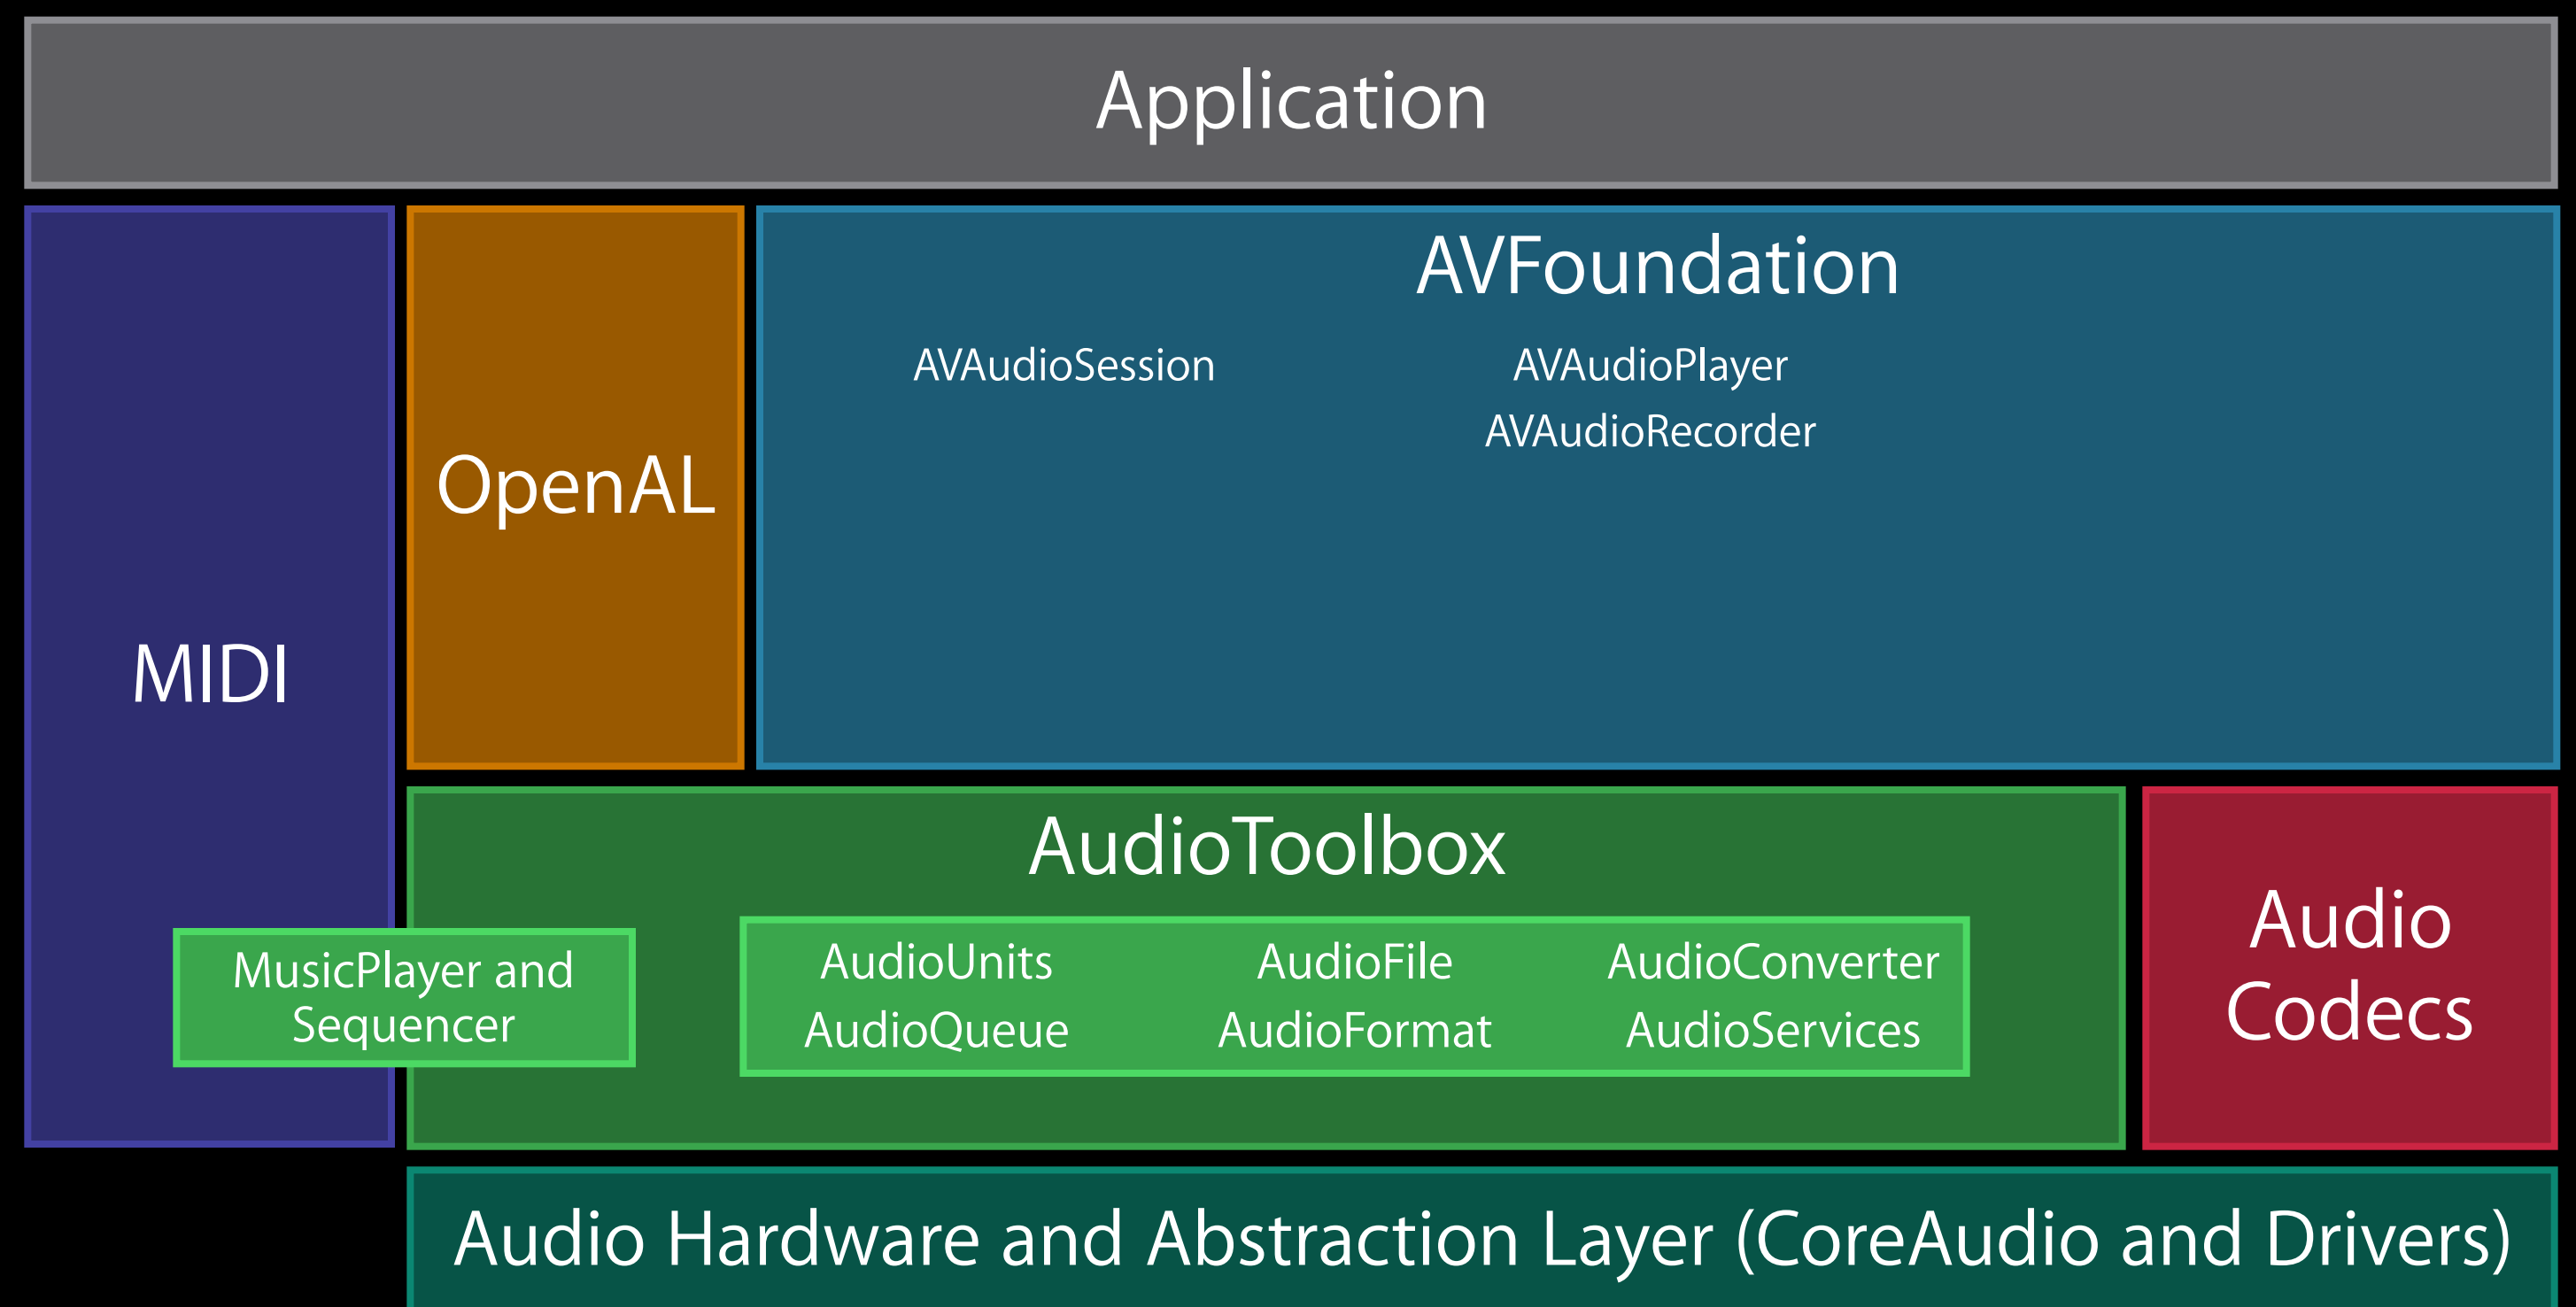 Application
AVFoundation
AVAudioSession
AVAudioPlayer
AVAudioRecorder
OpenAL
MIDI
AudioToolbox
MusicPlayer and
Sequencer
AudioUnits
AudioFile
AudioConverter
AudioQueue
AudioFormat
AudioServices
Audio
Codecs
Audio Hardware and Abstraction Layer (CoreAudio and Drivers)